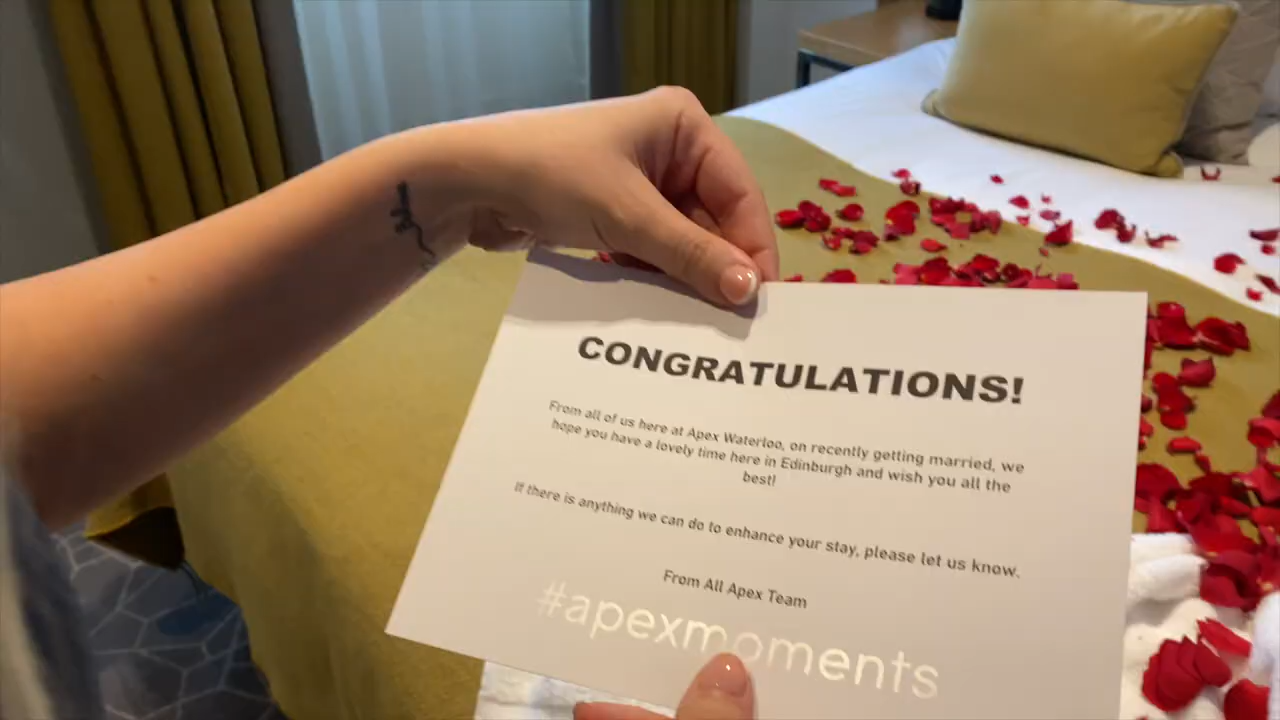 CONGRATULATIONS!
From all of us here at Apex Waterloo, on recently getting married, we
hope you have a lovely time here in Edinburgh and wish you all the
best!
If there is anything we can do to enhance your stay, please let us know.
From All Apex Team
#apexmoments